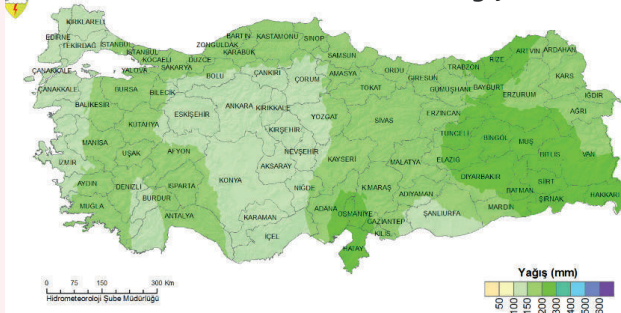 KIRKLARELİ
EDİRNE
TEKİRDAĞ
İSTANBUL
İSTANBUL
KOCAELİ
YALOVA
SAKARYA
DÜZCE
ZONGULDAK
BARTIN
KARABÜK
KASTAMONU
SİNOP
SAMSUN
BOLU
ÇANKIRI
ÇORUM
AMASYA
ORDU
GİRESUN
TRABZON
RİZE
ARTVİN
ARDAHAN
KARS
GÜMÜŞHANE
BAYBURT
ERZURUM
IĞDIR
AĞRI
ÇANAKKALE
ÇANAKKALE
BALIKESİR
BURSA
BİLECİK
ESKİŞEHİR
ANKARA
KIRIKKALE
KIRŞEHİR
YOZGAT
TOKAT
SİVAS
ERZİNCAN
TUNCELİ
BİNGÖL
MUŞ
BİTLİS
VAN
KÜTAHYA
MANİSA
UŞAK
AFYON
İZMİR
AYDIN
DENİZLİ
ISPARTA
BURDUR
MUĞLA
ANTALYA
KONYA
AKSARAY
NEVŞEHİR
NİĞDE
KAYSERİ
MALATYA
ELAZIĞ
DİYARBAKIR
BATMAN
SİİRT
ŞIRNAK
HAKKARİ
MARDİN
ŞANLIURFA
ADIYAMAN
K.MARAŞ
ADANA
OSMANİYE
GAZİANTEP
KİLİS
HATAY
KARAMAN
İÇEL
0 75 150 300 Km
Hidrometeoroloji Şube Müdürlüğü
Yağış (mm)
50 100 150 200 300 400 500 600